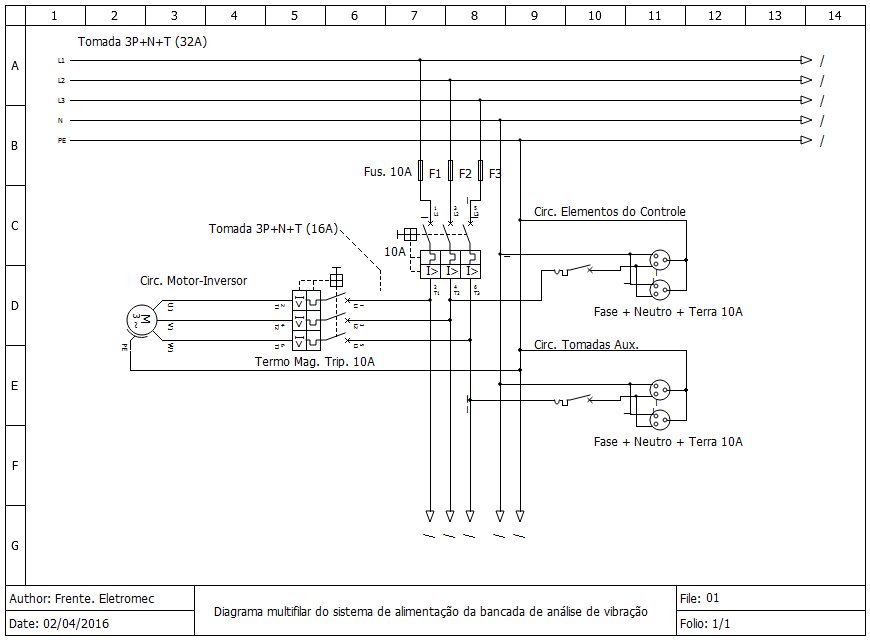 1 2 3 4 5 6 7 8 9 10 11 12 13 14
Tomada 3P+N+T (32A)
A
L1
L2
L3
N
B
PE
Fus. 10A F1 F2 F3
C
Circ. Elementos do Controle
Tomada 3P+N+T (16A)
10A
I> I> I>
Circ. Motor-Inversor
D
Fase + Neutro + Terra 10A
M
3 ~
PE
Circ. Tomadas Aux.
Termo Mag. Trip. 10A
E
Fase + Neutro + Terra 10A
F
G
Author: Frente. Eletromec
Date: 02/04/2016
Diagrama multifilar do sistema de alimentação da bancada de análise de vibração
File: 01
Folio: 1/1